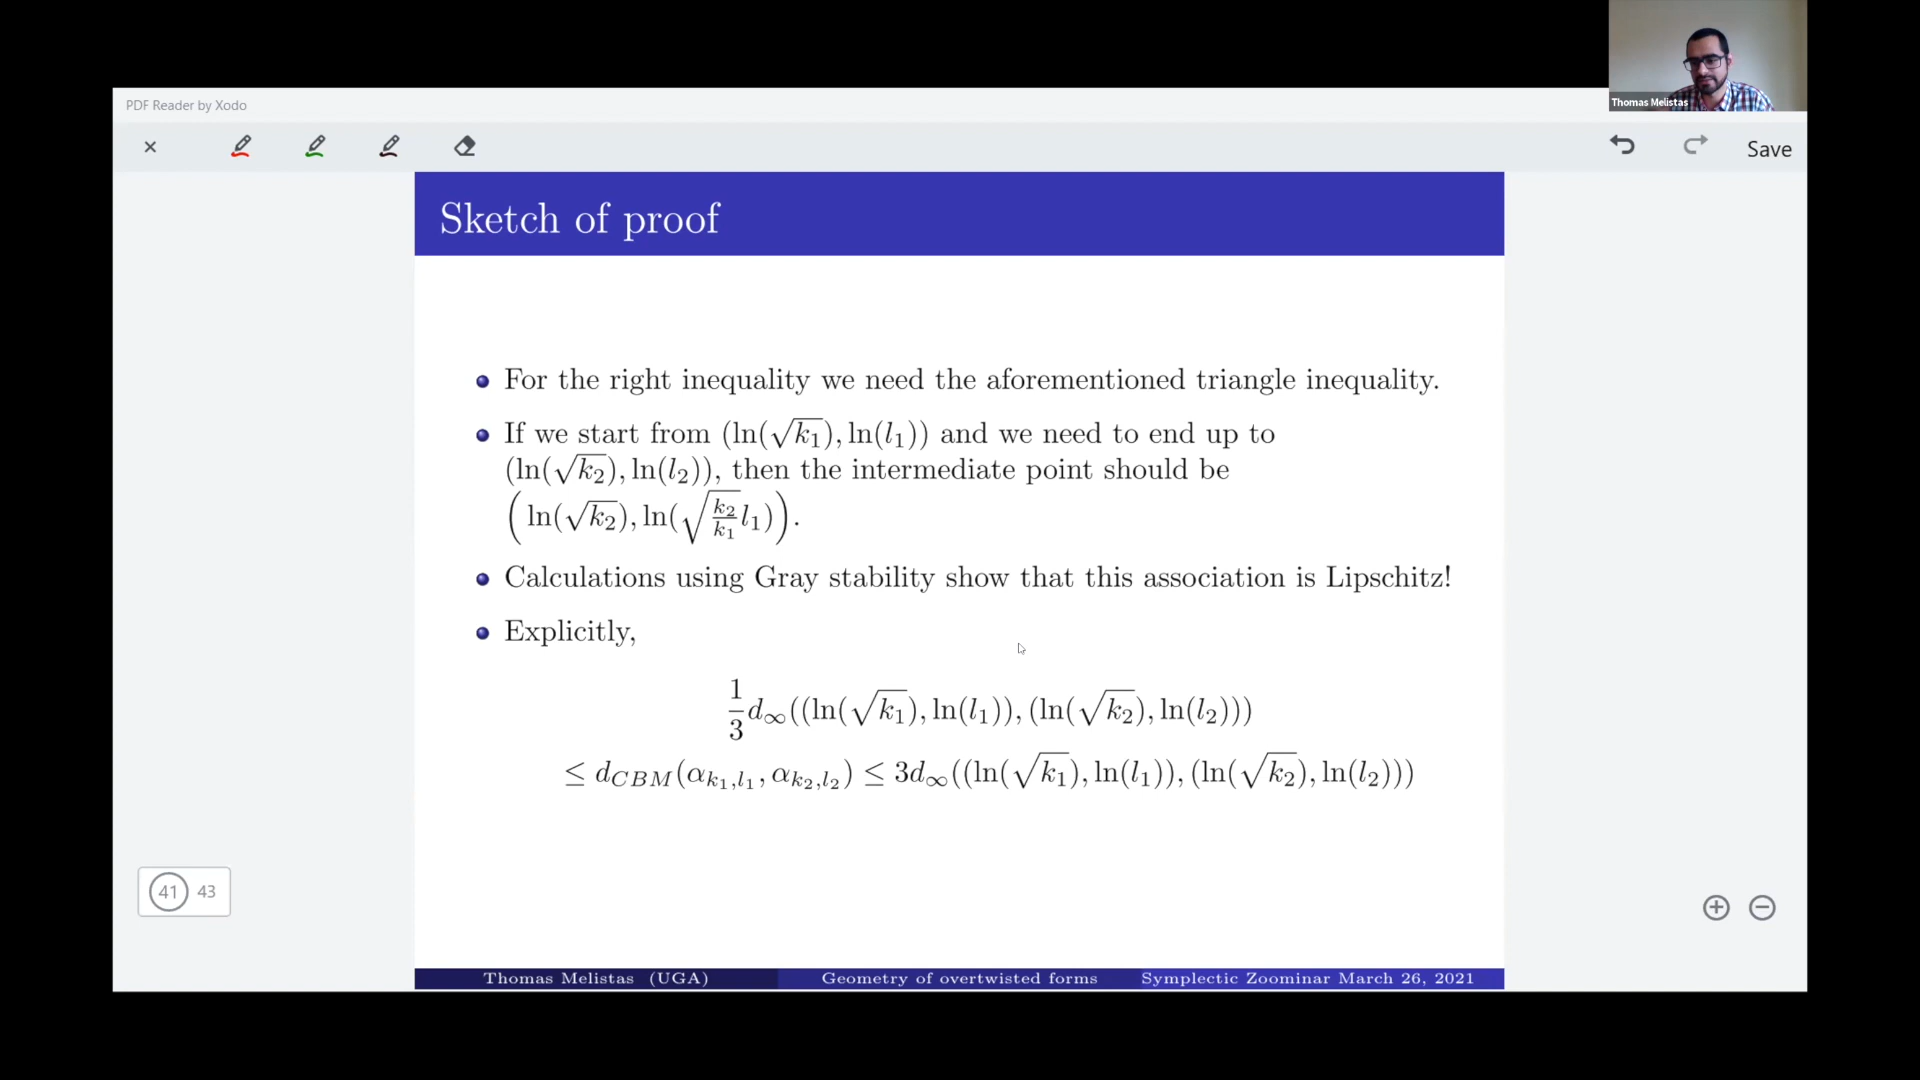 Thomas Melistas
PDF Reader by Xodo
Save
Sketch of proof
For the right inequality we need the aforementioned triangle inequality.
If we start from (ln(√k₁), ln(l₁)) and we need to end up to
(ln(√k₂), ln(l₂)), then the intermediate point should be
(ln(√k₂), ln(√(k₂/k₁) l₁)).
Calculations using Gray stability show that this association is Lipschitz!
Explicitly,
1/3 d∞((ln(√k₁), ln(l₁)), (ln(√k₂), ln(l₂)))
≤ d_CBM(α_{k₁,l₁}, α_{k₂,l₂}) ≤ 3d∞((ln(√k₁), ln(l₁)), (ln(√k₂), ln(l₂)))
41 43
Thomas Melistas (UGA) Geometry of overtwisted forms Symplectic Zoominar March 26, 2021